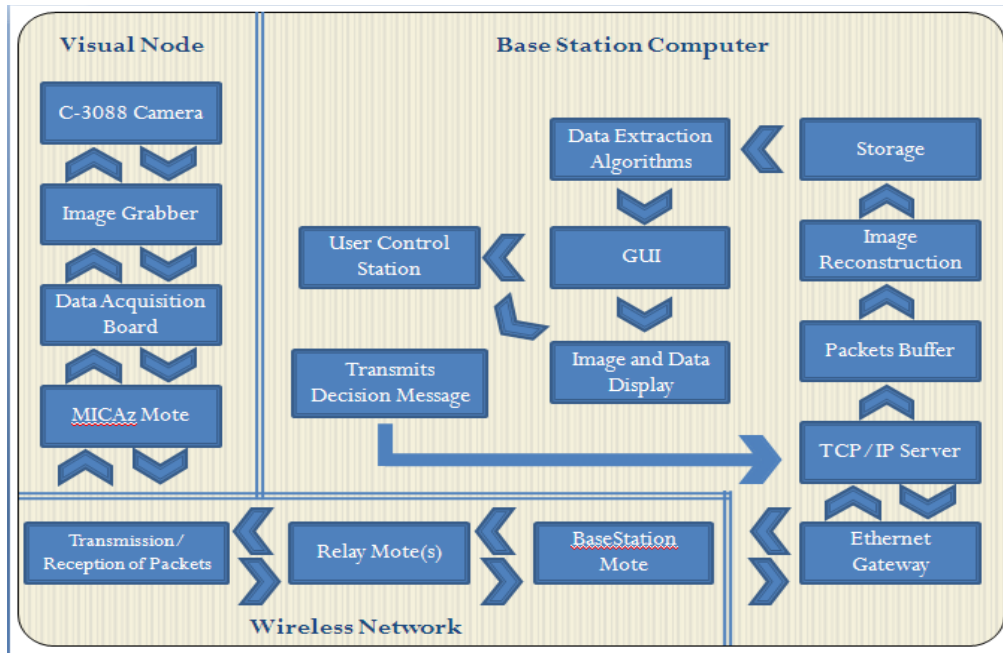 Visual Node
C-3088 Camera
Image Grabber
Data Acquisition
Board
MICAz Mote
Base Station Computer
Data Extraction
Algorithms
Storage
User Control
Station
GUI
Image
Reconstruction
Transmits
Decision Message
Image and Data
Display
Packets Buffer
TCP/IP Server
Transmission/
Reception of Packets
Relay Mote(s)
BaseStation
Mote
Ethernet
Gateway
Wireless Network